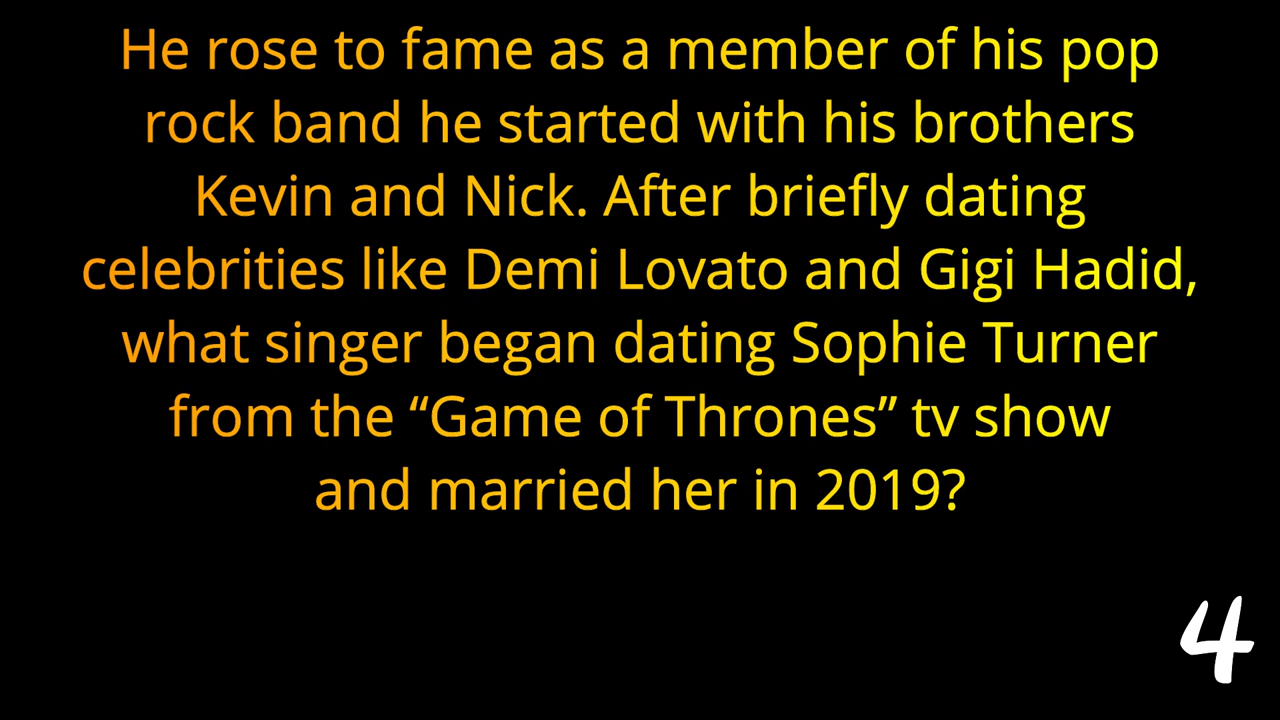 He rose to fame as a member of his pop
rock band he started with his brothers
Kevin and Nick. After briefly dating
celebrities like Demi Lovato and Gigi Hadid,
what singer began dating Sophie Turner
from the “Game of Thrones” tv show
and married her in 2019?
4